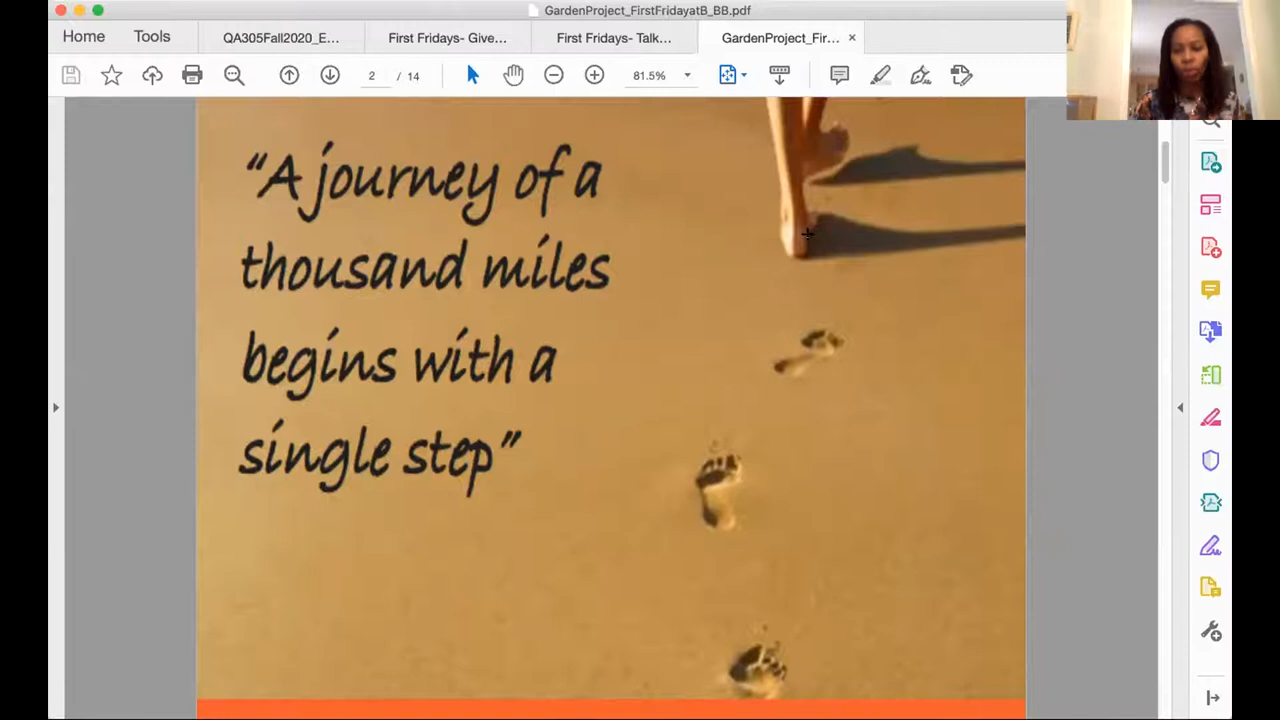 GardenProject_FirstFridayatB_BB.pdf
Home Tools QA305Fall2020_E... First Fridays- Give... First Fridays- Talk... GardenProject_Fir... ×
2 / 14 81.5%
“A journey of a
thousand miles
begins with a
single step”